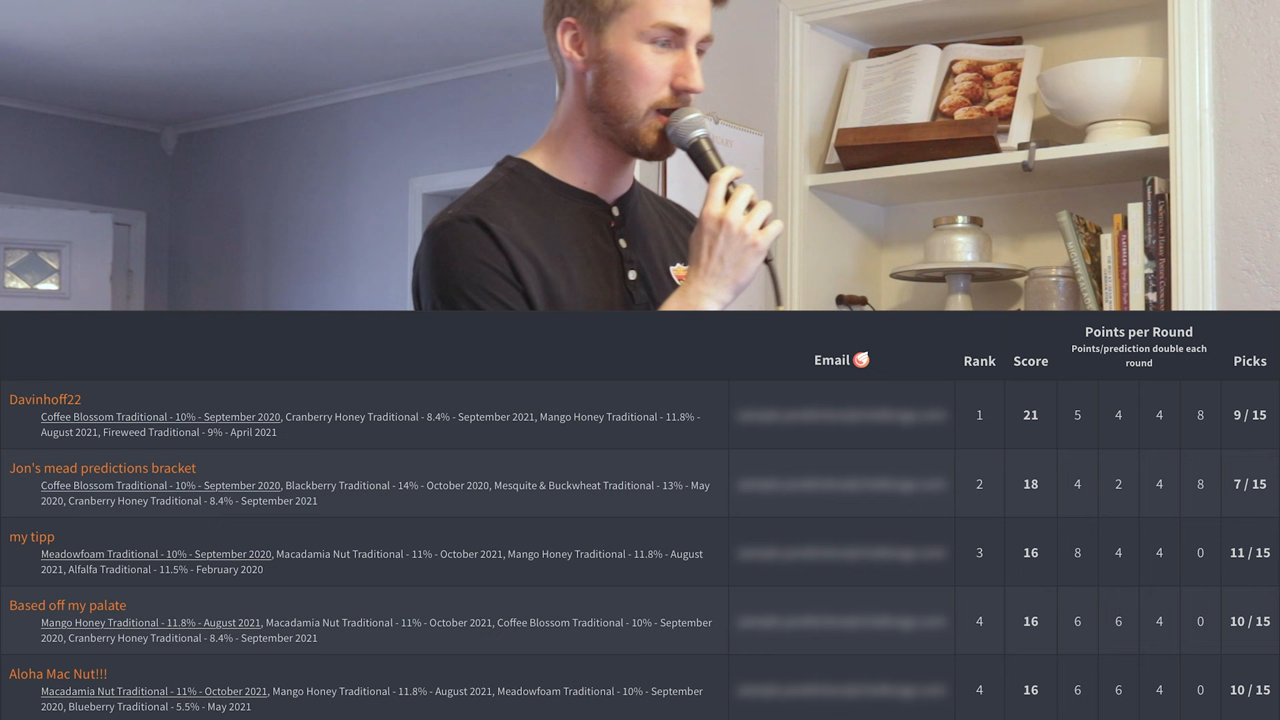 Points per Round
Points/prediction double each
round
Email Rank Score Picks
Davinhoff22
Coffee Blossom Traditional - 10% - September 2020, Cranberry Honey Traditional - 8.4% - September 2021, Mango Honey Traditional - 11.8% -
August 2021, Fireweed Traditional - 9% - April 2021
1 21 5 4 4 8 9 / 15
Jon's mead predictions bracket
Coffee Blossom Traditional - 10% - September 2020, Blackberry Traditional - 14% - October 2020, Mesquite & Buckwheat Traditional - 13% - May
2020, Cranberry Honey Traditional - 8.4% - September 2021
2 18 4 2 4 8 7 / 15
my tipp
Meadowfoam Traditional - 10% - September 2020, Macadamia Nut Traditional - 11% - October 2021, Mango Honey Traditional - 11.8% - August
2021, Alfalfa Traditional - 11.5% - February 2020
3 16 8 4 4 0 11 / 15
Based off my palate
Mango Honey Traditional - 11.8% - August 2021, Macadamia Nut Traditional - 11% - October 2021, Coffee Blossom Traditional - 10% - September
2020, Cranberry Honey Traditional - 8.4% - September 2021
4 16 6 6 4 0 10 / 15
Aloha Mac Nut!!!
Macadamia Nut Traditional - 11% - October 2021, Mango Honey Traditional - 11.8% - August 2021, Meadowfoam Traditional - 10% - September
2020, Blueberry Traditional - 5.5% - May 2021
4 16 6 6 4 0 10 / 15